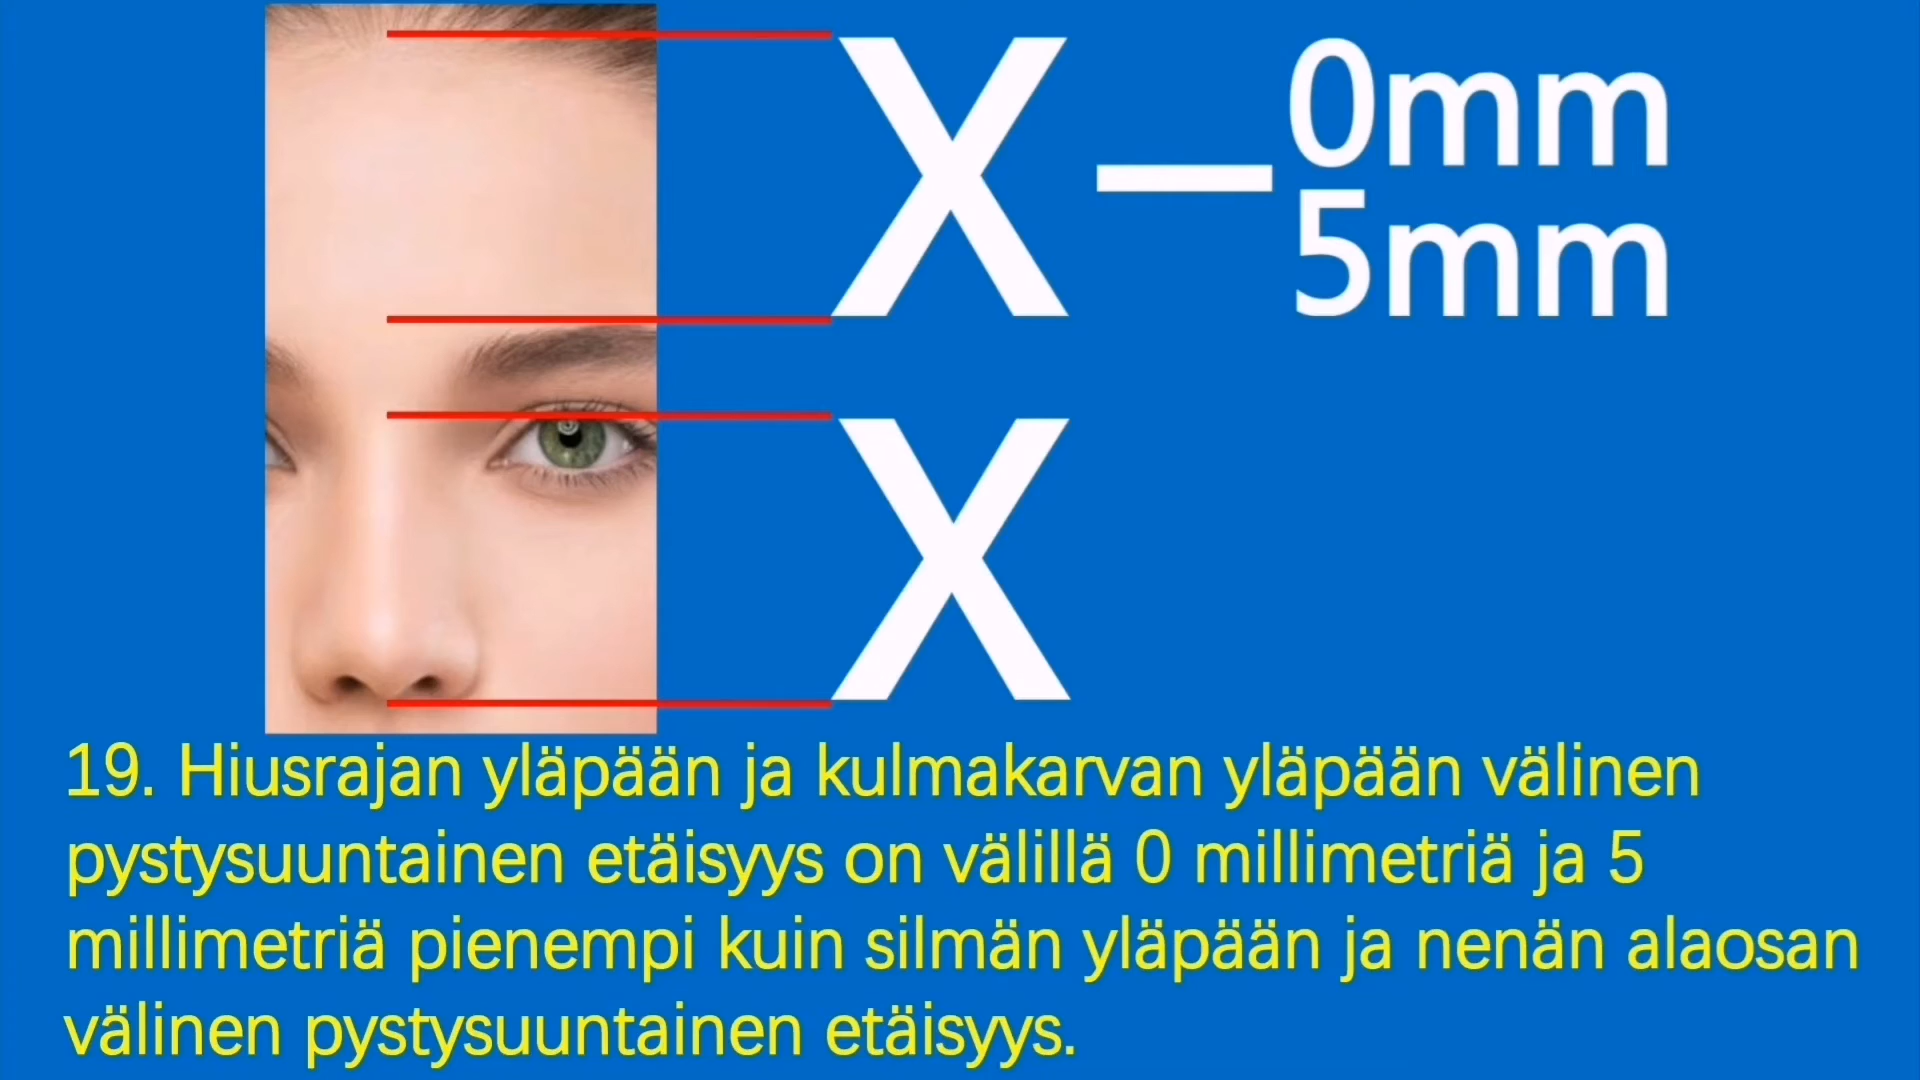 X — 0mm
5mm
X
19. Hiusrajan yläpään ja kulmakarvan yläpään välinen
pystysuuntainen etäisyys on välillä 0 millimetriä ja 5
millimetriä pienempi kuin silmän yläpään ja nenän alaosan
välinen pystysuuntainen etäisyys.